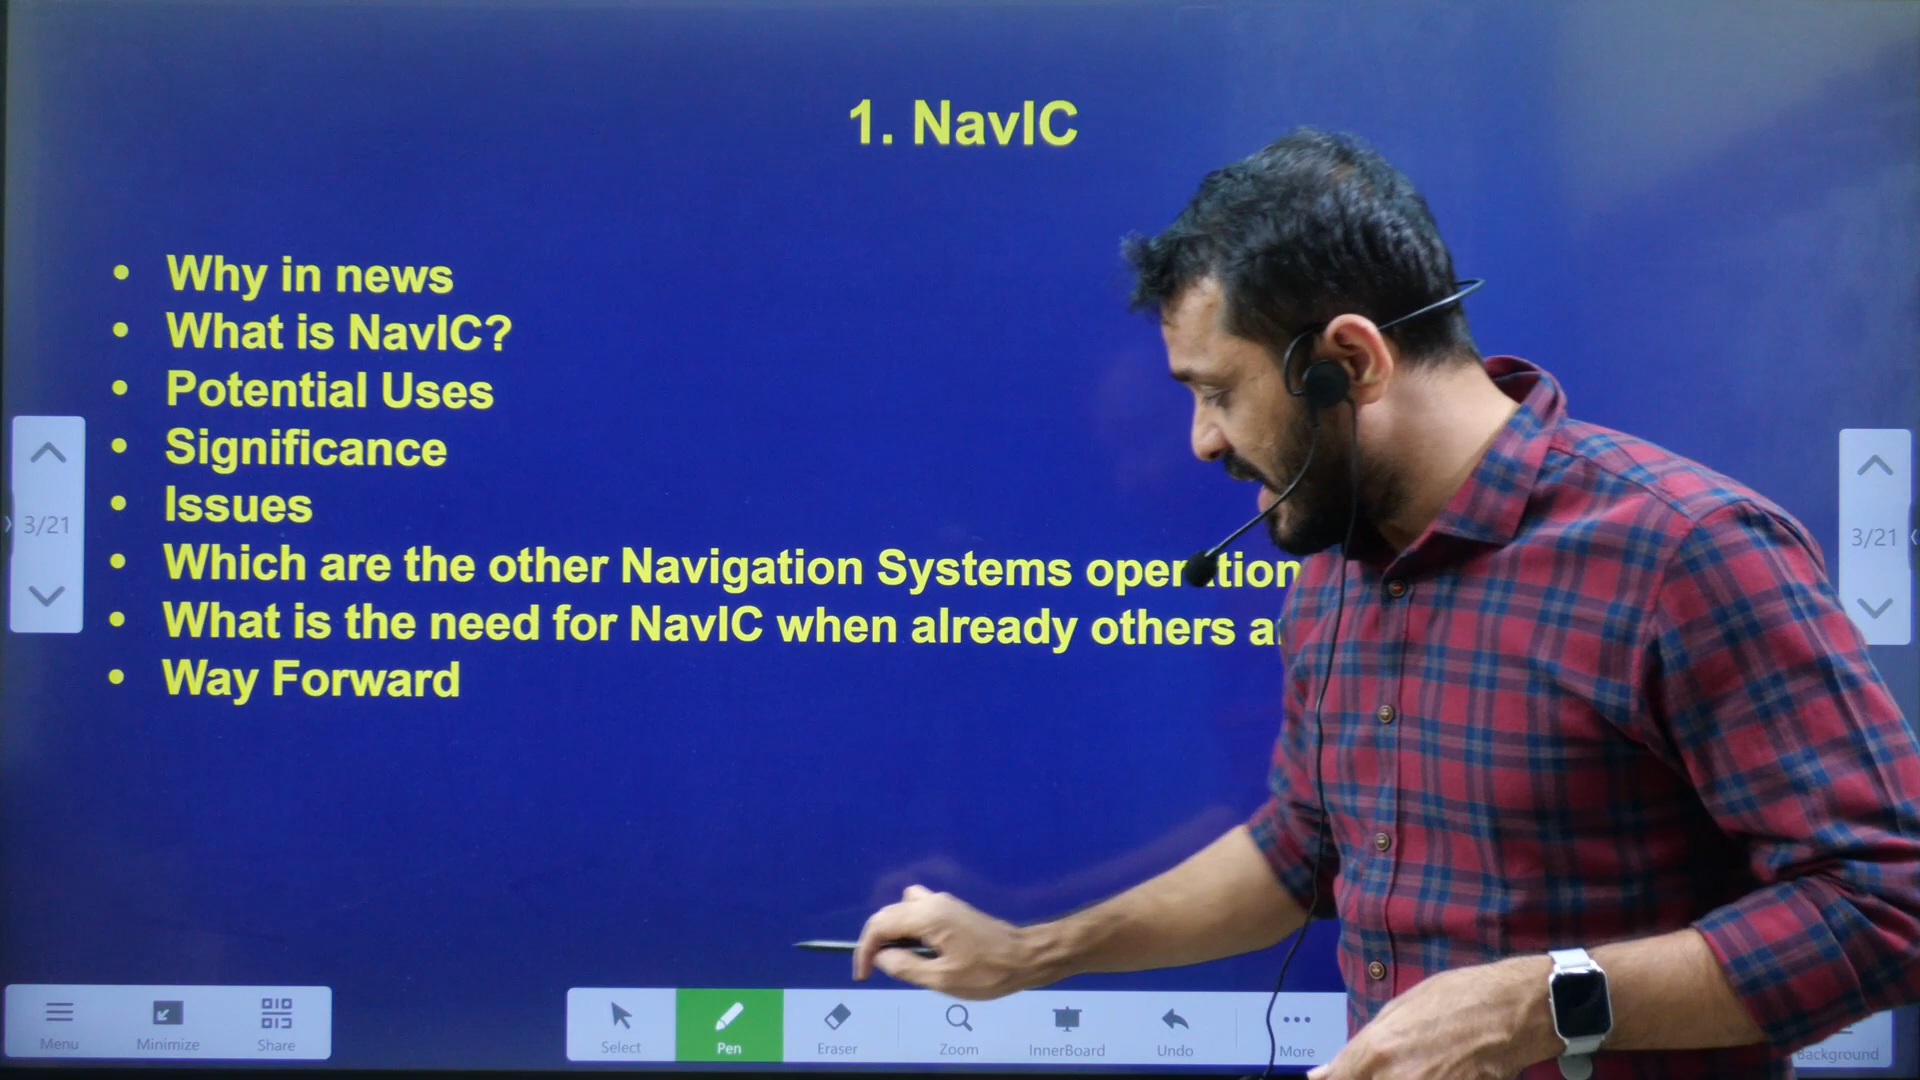 1. NavIC
• Why in news
• What is NavIC?
• Potential Uses
• Significance
• Issues
• Which are the other Navigation Systems
• What is the need for NavIC when already others
• Way Forward
3/21
3/21
Menu
Minimize
Share
Select
Pen
Eraser
Zoom
InnerBoard
Undo
More
Background